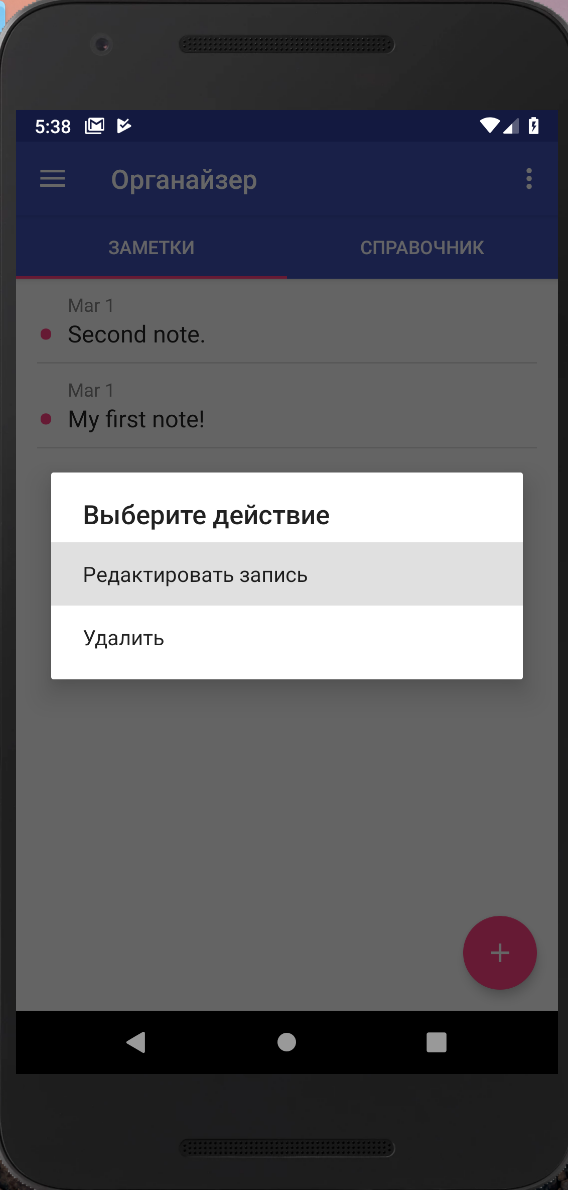 5:38
Органайзер
ЗАМЕТКИ
СПРАВОЧНИК
Mar 1
Second note.
Mar 1
My first note!
Выберите действие
Редактировать запись
Удалить